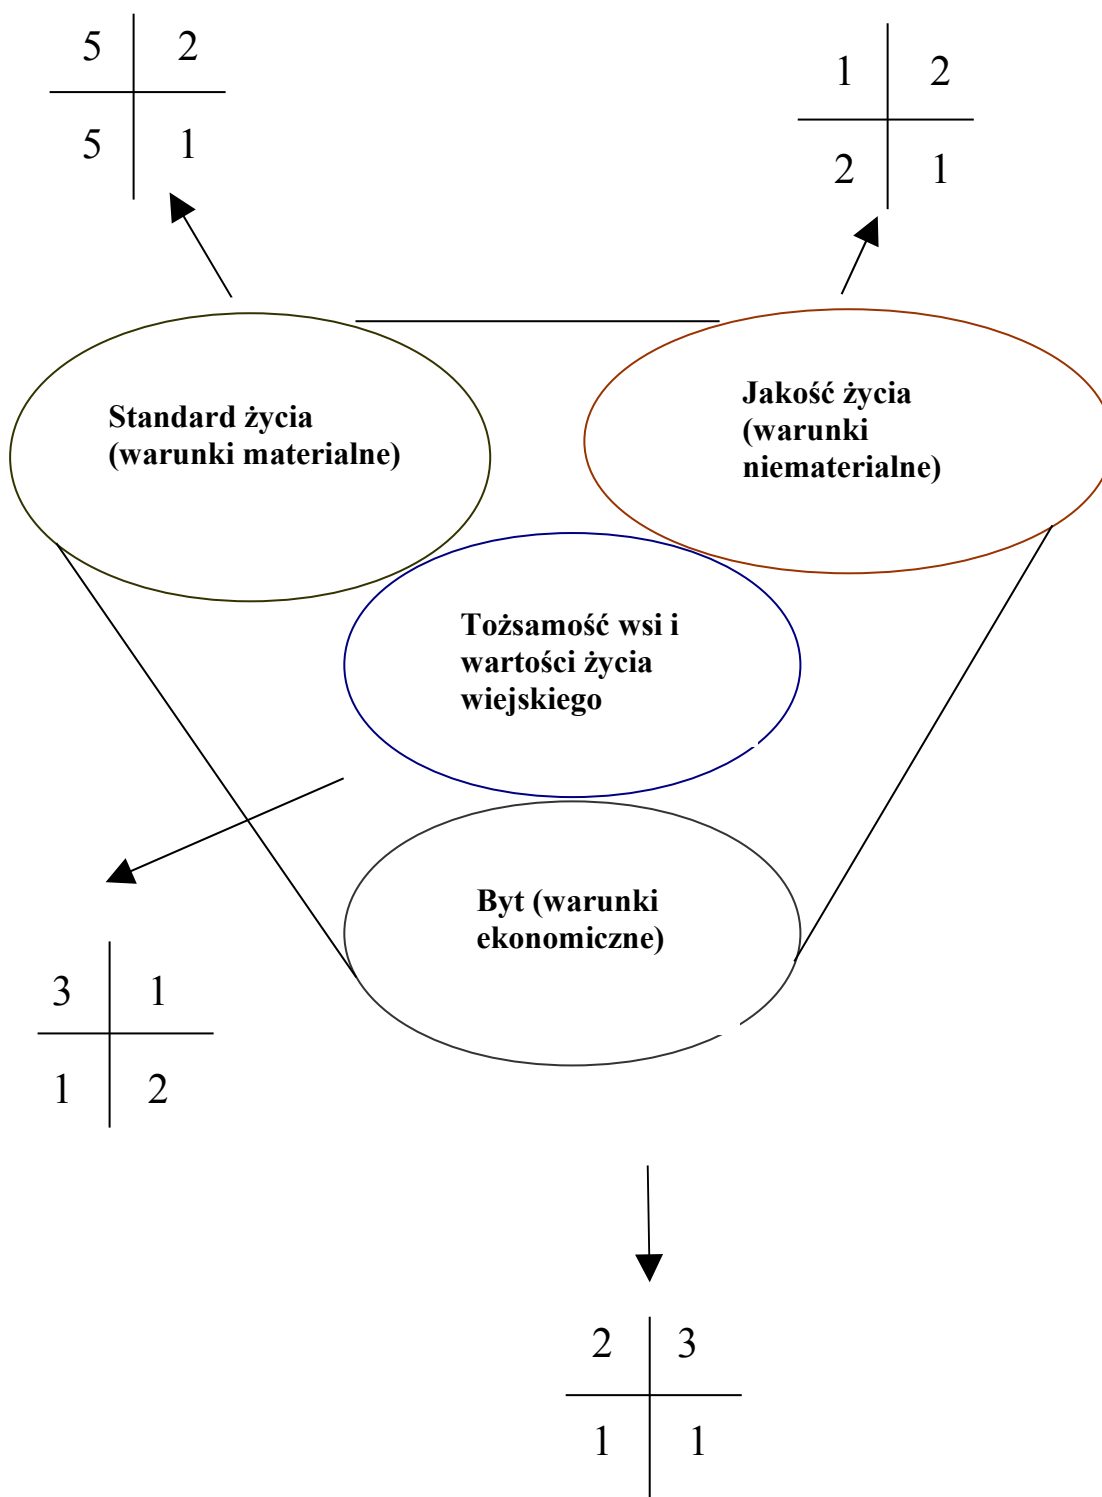 5 2
5 1
1 2
2 1
Standard życia
(warunki materialne)
Jakość życia
(warunki
niematerialne)
Tożsamość wsi i
wartości życia
wiejskiego
Byt (warunki
ekonomiczne)
3 1
1 2
2 3
1 1